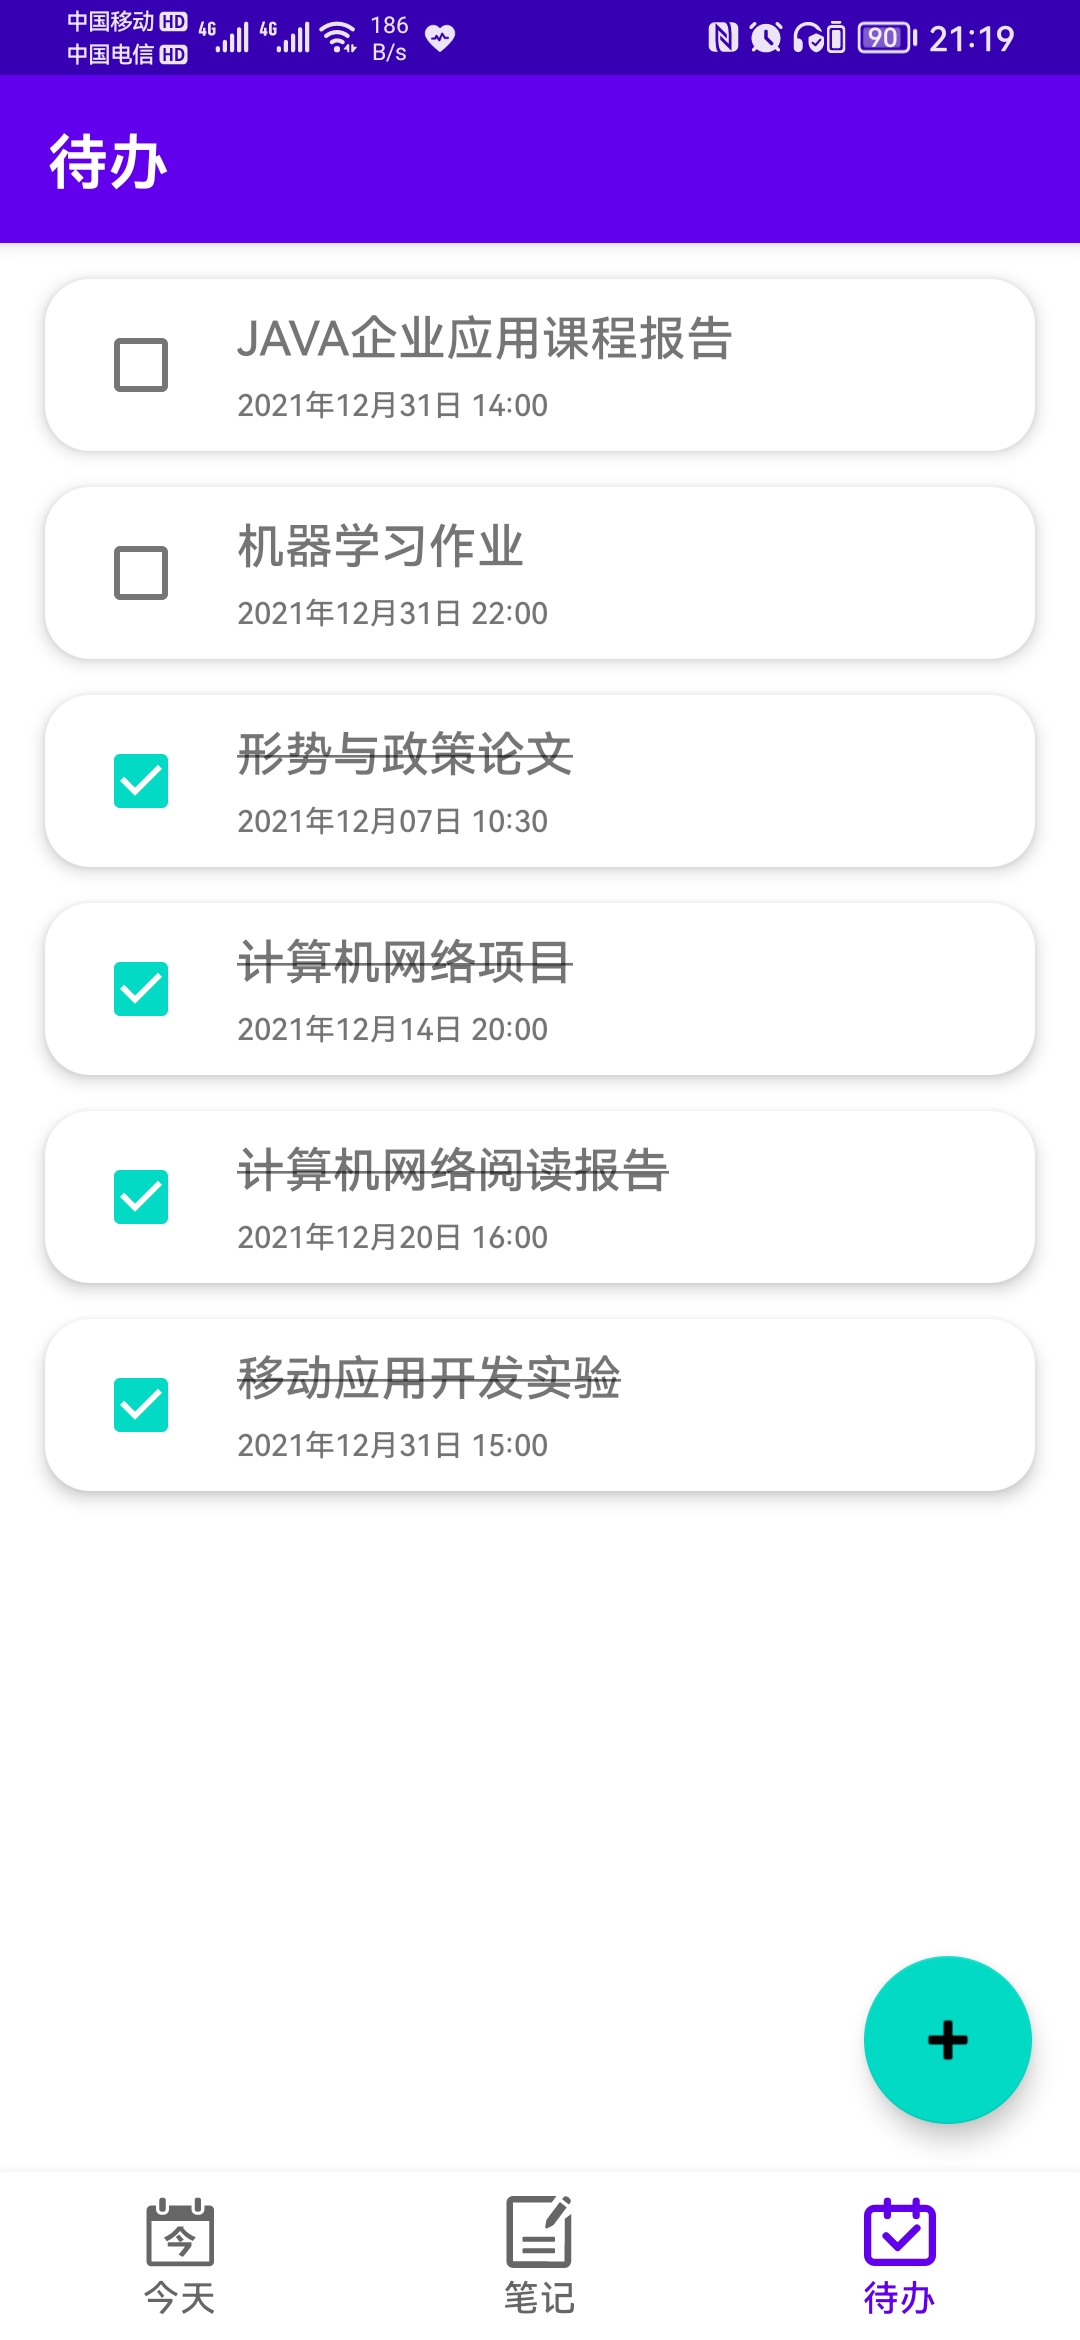 中国移动 HD 4G 4G 186 B/s 90 21:19
中国电信 HD
待办
JAVA企业应用课程报告
2021年12月31日 14:00
机器学习作业
2021年12月31日 22:00
形势与政策论文
2021年12月07日 10:30
计算机网络项目
2021年12月14日 20:00
计算机网络阅读报告
2021年12月20日 16:00
移动应用开发实验
2021年12月31日 15:00
今
今天
笔记
待办